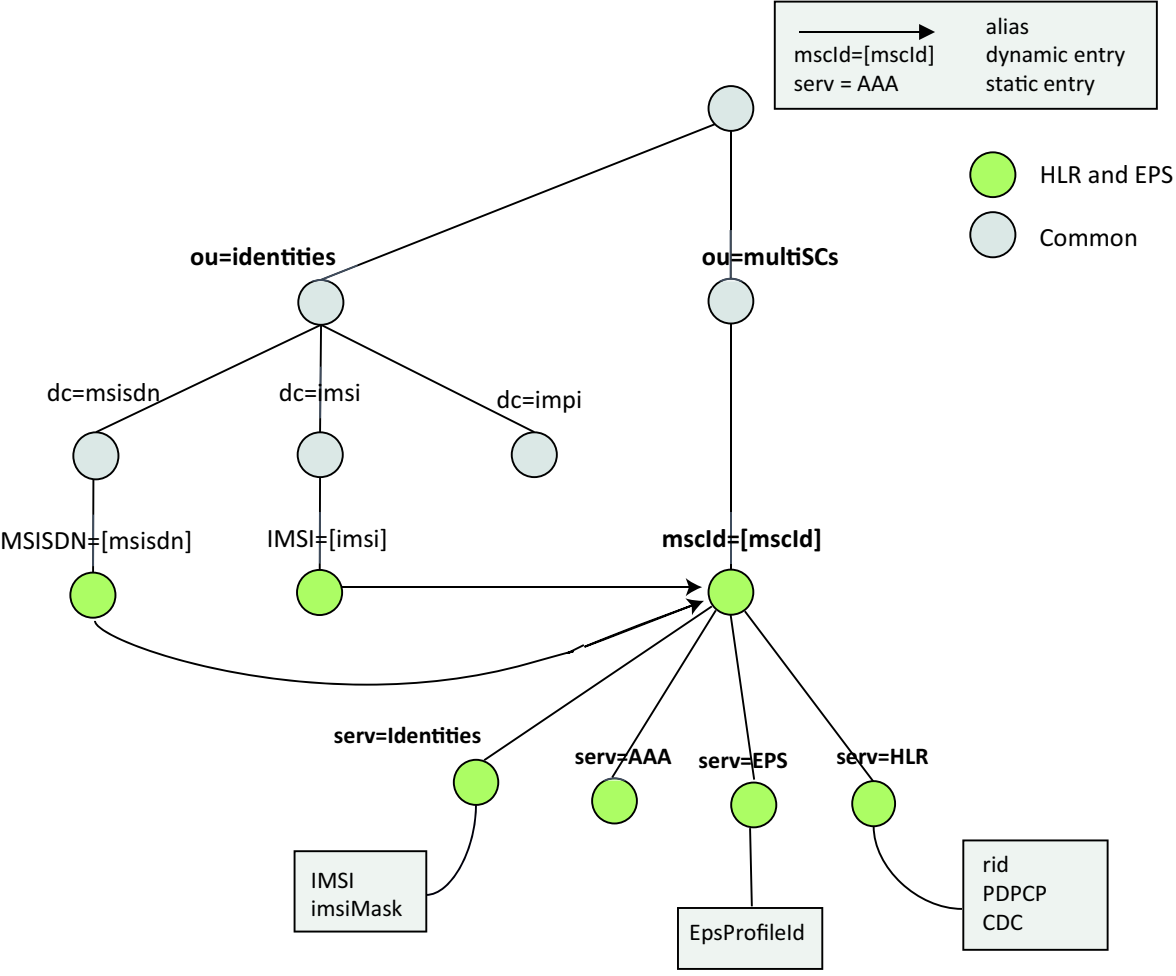 alias
mscId=[mscId] dynamic entry
serv = AAA static entry
HLR and EPS
Common
ou=identities
ou=multiSCs
dc=msisdn
dc=imsi
dc=impi
MSISDN=[msisdn]
IMSI=[imsi]
mscId=[mscId]
serv=Identities
serv=AAA
serv=EPS
serv=HLR
IMSI
imsiMask
EpsProfileId
rid
PDPCP
CDC